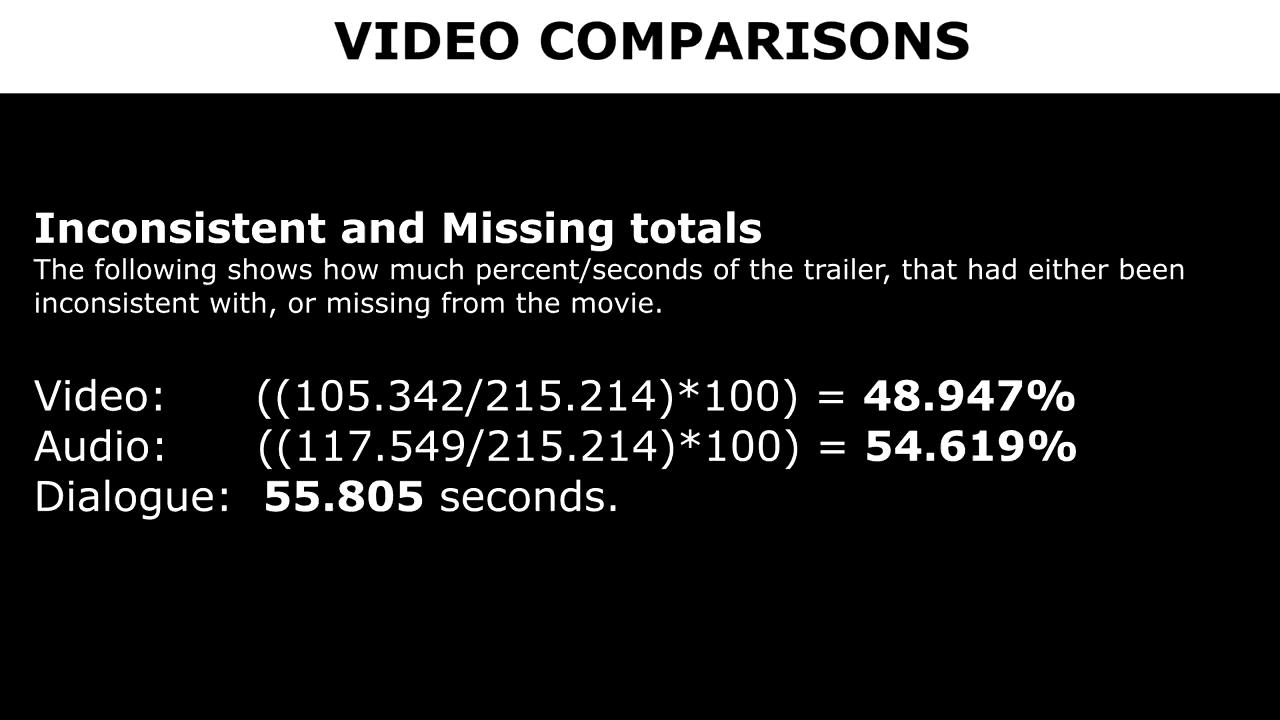 VIDEO COMPARISONS
Inconsistent and Missing totals
The following shows how much percent/seconds of the trailer, that had either been
inconsistent with, or missing from the movie.
Video: ((105.342/215.214)*100) = 48.947%
Audio: ((117.549/215.214)*100) = 54.619%
Dialogue: 55.805 seconds.